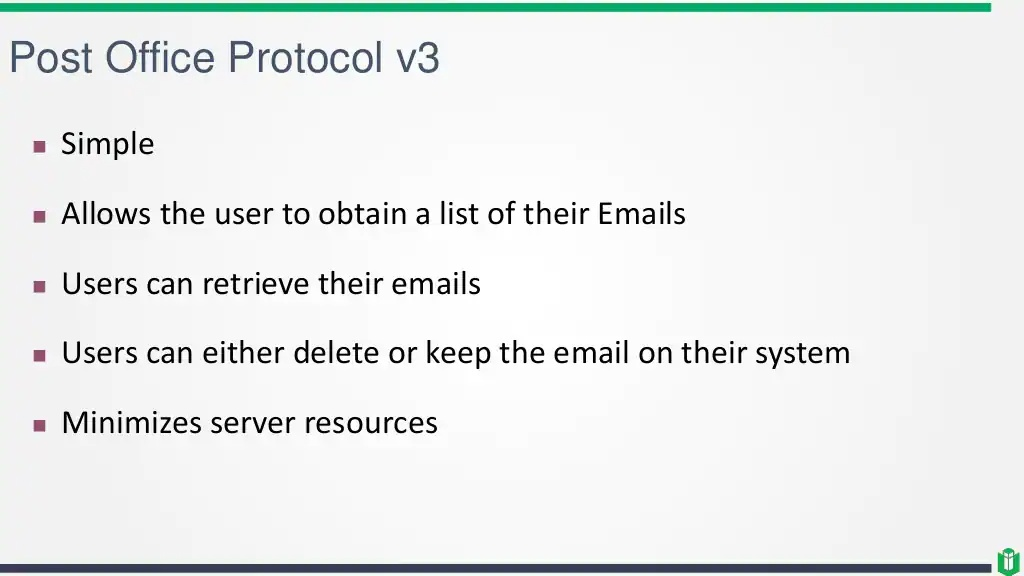 Post Office Protocol v3
Simple
Allows the user to obtain a list of their Emails
Users can retrieve their emails
Users can either delete or keep the email on their system
Minimizes server resources